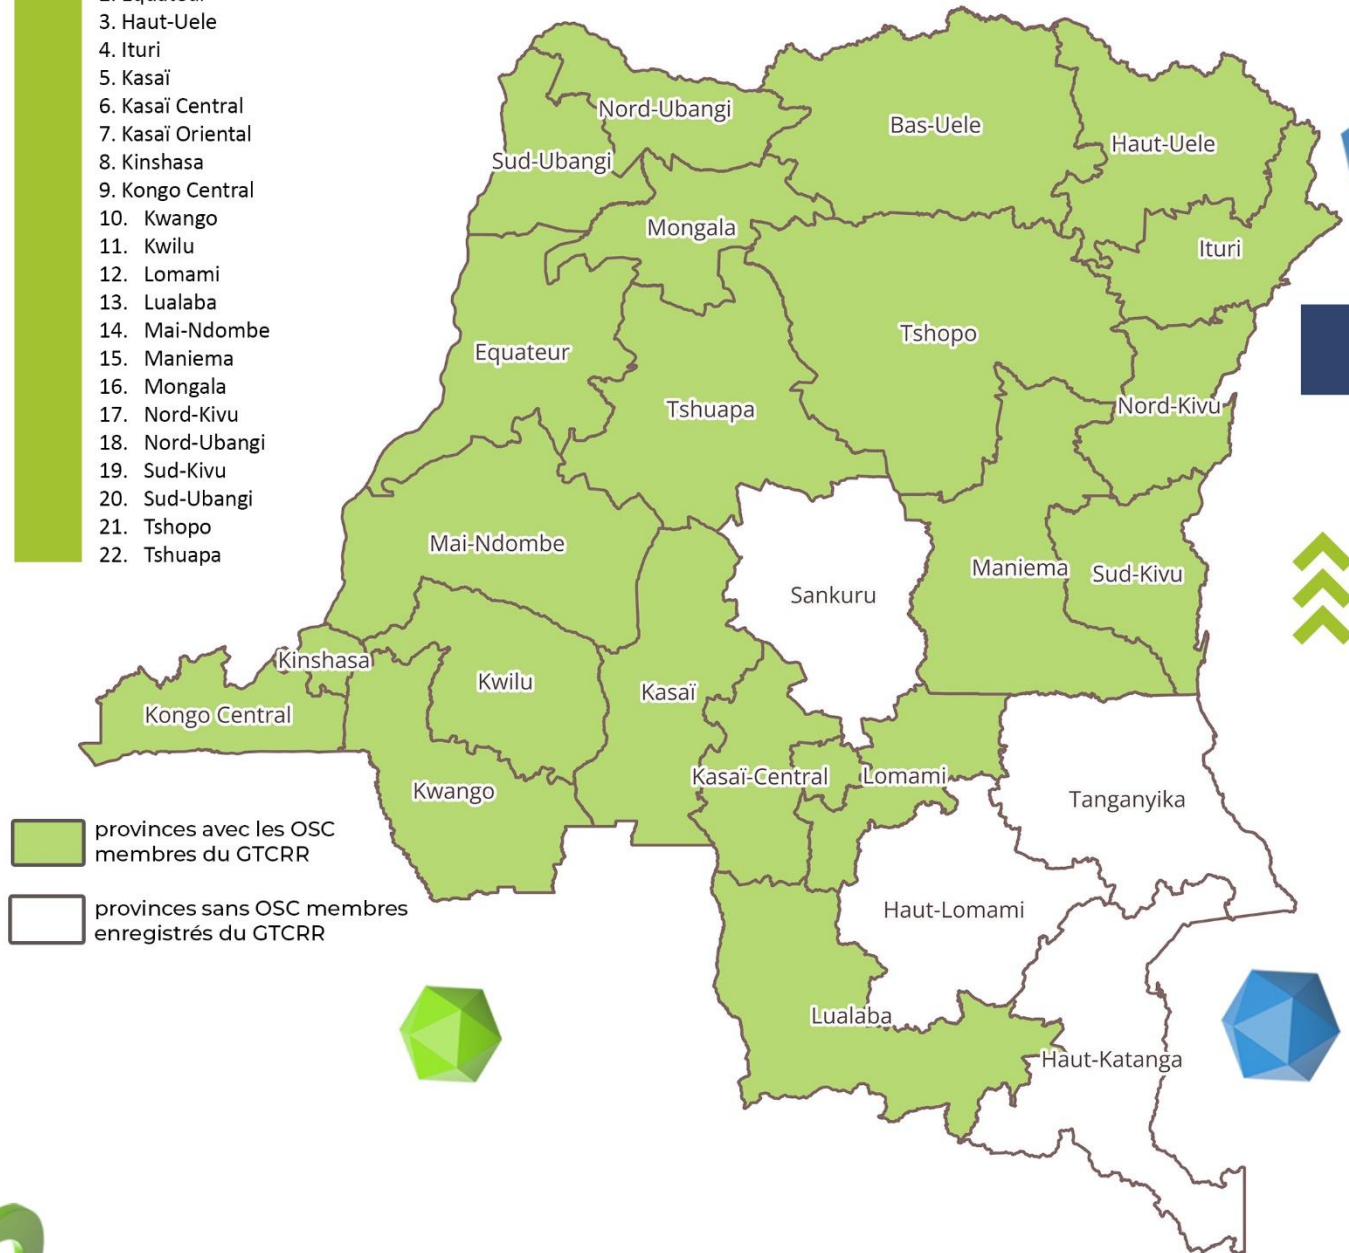 3. Haut-Uele
4. Ituri
5. Kasaï
6. Kasaï Central
7. Kasaï Oriental
8. Kinshasa
9. Kongo Central
10. Kwango
11. Kwilu
12. Lomami
13. Lualaba
14. Mai-Ndombe
15. Maniema
16. Mongala
17. Nord-Kivu
18. Nord-Ubangi
19. Sud-Kivu
20. Sud-Ubangi
21. Tshopo
22. Tshuapa
Nord-Ubangi
Bas-Uele
Haut-Uele
Sud-Ubangi
Mongala
Ituri
Tshopo
Equateur
Nord-Kivu
Tshuapa
Mai-Ndombe
Maniema
Sud-Kivu
Sankuru
Kinshasa
Kwilu
Kasaï
Kongo Central
Kasaï-Central
Lomami
Kwango
Tanganyika
Haut-Lomami
Lualaba
Haut-Katanga
provinces avec les OSC
membres du GTCRR
provinces sans OSC membres
enregistrés du GTCRR